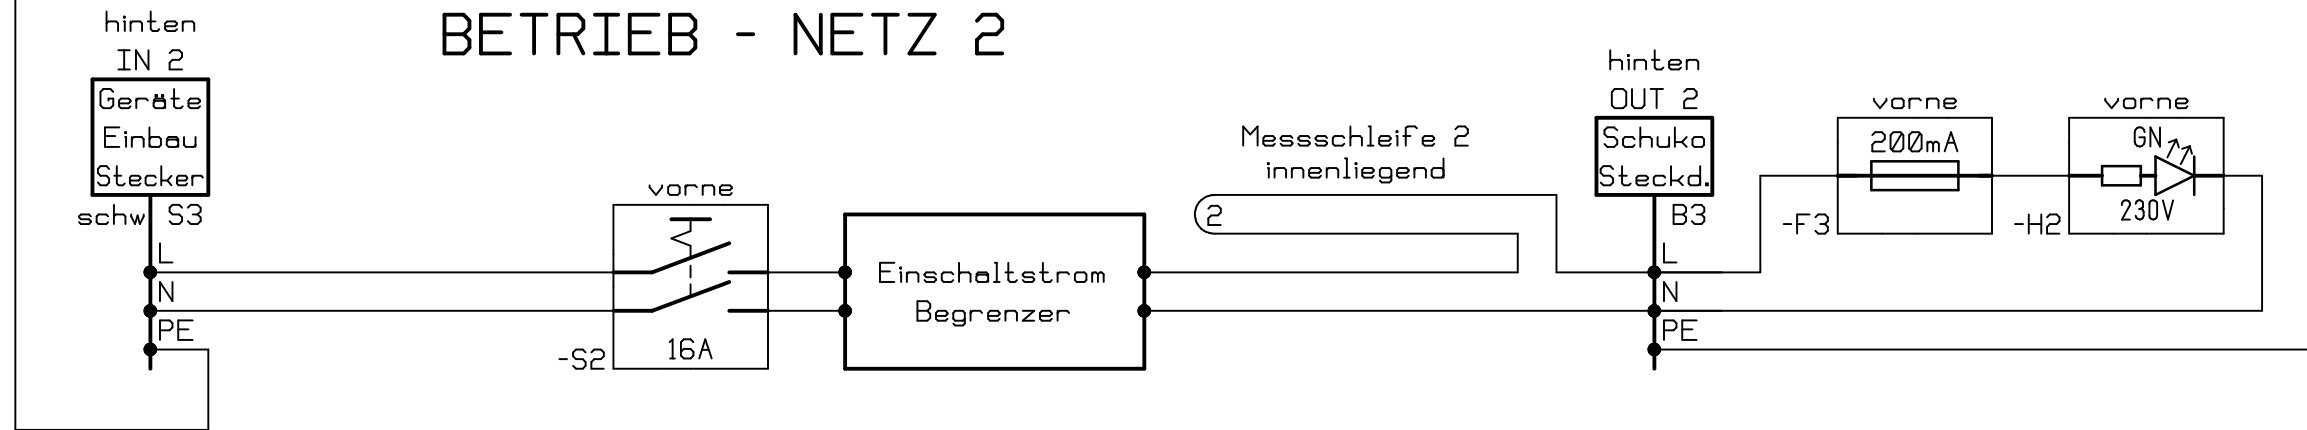 BETRIEB - NETZ 2
hinten
IN 2
Geräte
Einbau
Stecker
schw S3
L
N
PE
vorne
-S2
16A
Einschaltstrom
Begrenzer
Messschleife 2
innenliegend
2
hinten
OUT 2
Schuko
Steckd.
B3
L
N
PE
vorne
200mA
-F3
vorne
GN
230V
-H2